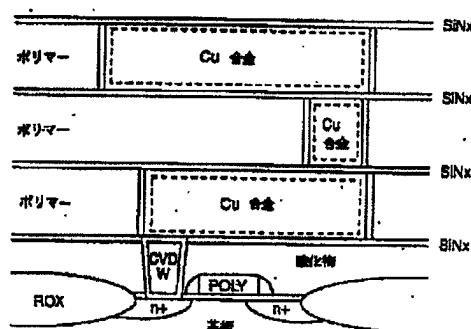 SiNx
ポリマー
Cu 合金
SiNx
ポリマー
Cu
合金
SiNx
ポリマー
Cu 合金
SiNx
CVD
W
酸化物
POLY
ROX
n+
n+
基板